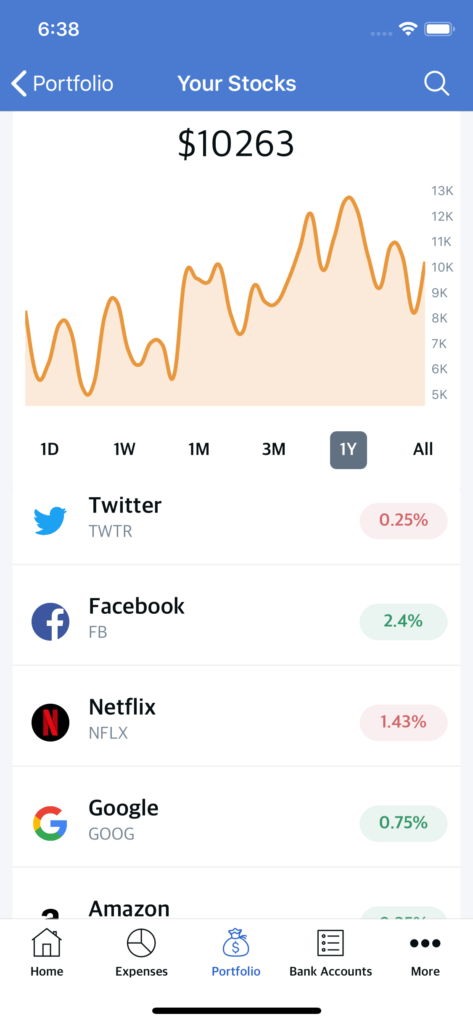 6:38
Portfolio
Your Stocks
$10263
13K
12K
11K
10K
9K
8K
7K
6K
5K
1D 1W 1M 3M 1Y All
Twitter
TWTR
0.25%
Facebook
FB
2.4%
Netflix
NFLX
1.43%
Google
GOOG
0.75%
Amazon
Home Expenses Portfolio Bank Accounts More